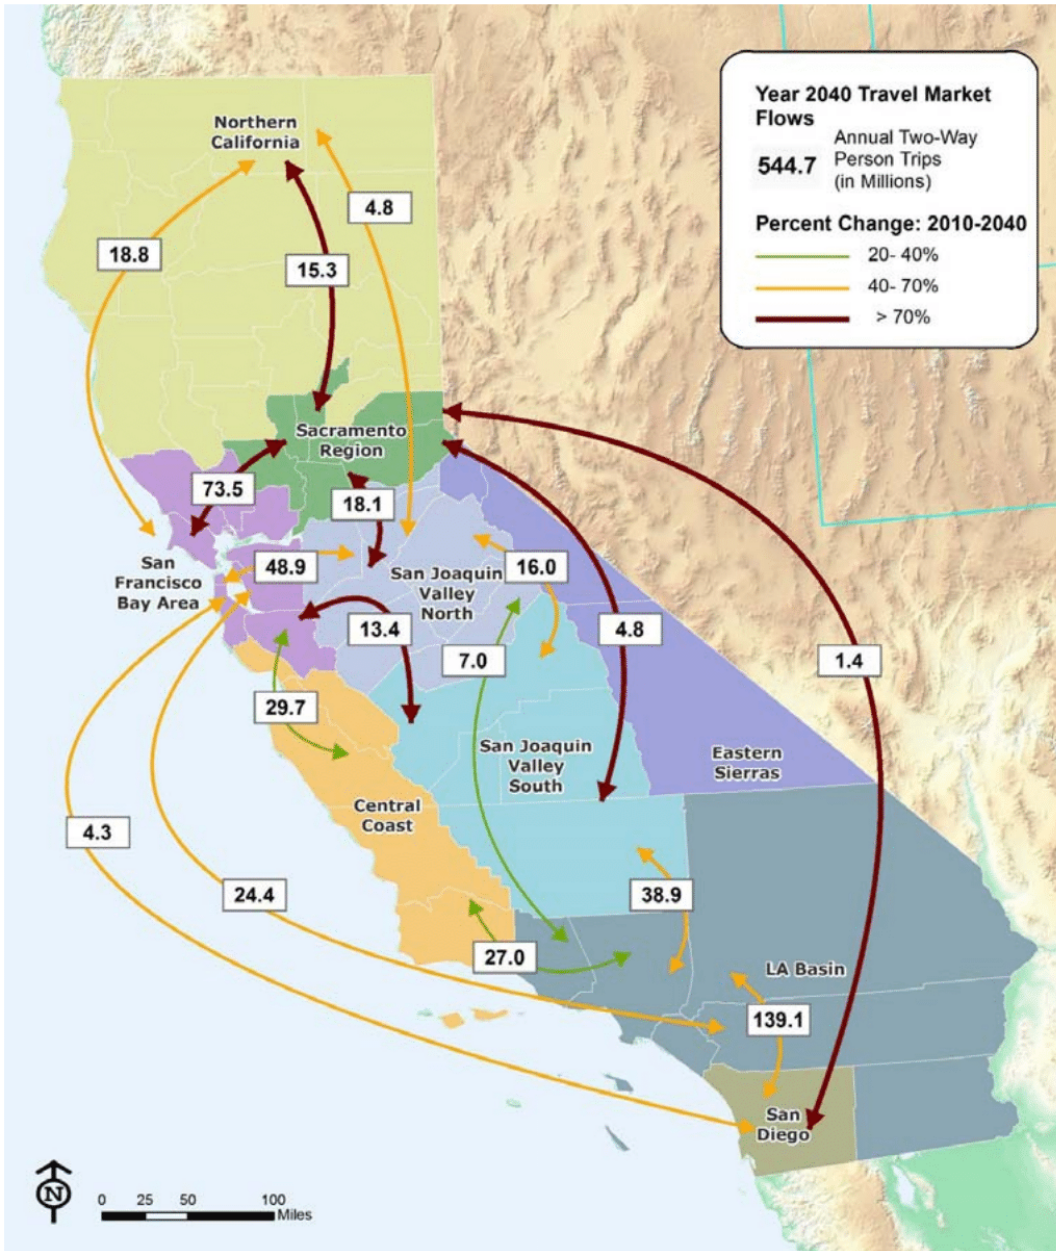 Year 2040 Travel Market
Flows
544.7
Annual Two-Way
Person Trips
(in Millions)
Percent Change: 2010-2040
20- 40%
40- 70%
> 70%
Northern
California
4.8
18.8
15.3
Sacramento
Region
73.5
18.1
San
Francisco
Bay Area
48.9
San Joaquin
Valley
North
16.0
13.4
4.8
7.0
1.4
29.7
San Joaquin
Valley
South
Eastern
Sierras
Central
Coast
4.3
24.4
38.9
27.0
LA Basin
139.1
San
Diego
N
0 25 50 100
Miles